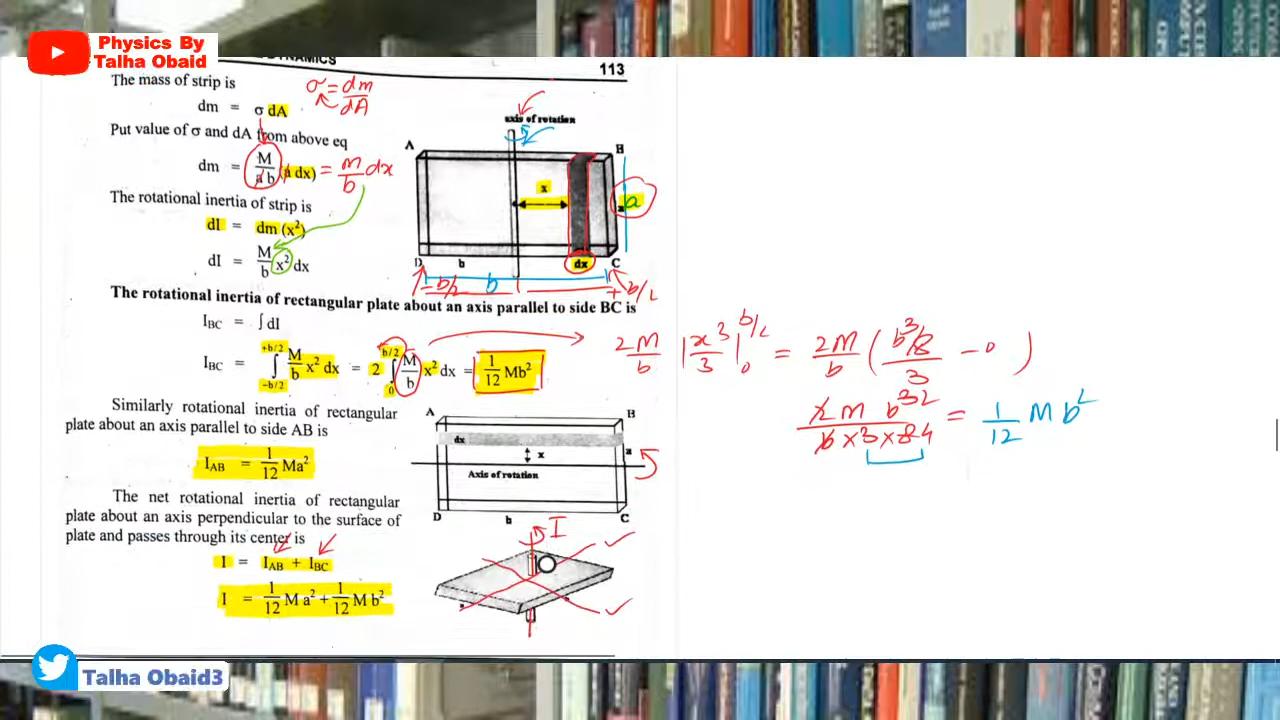 Physics By
Talha Obaid
113
The mass of strip is
dm = σ dA
σ = dm/dA
Put value of σ and dA from above eq
dm = M/ab (a dx) = M/b dx
The rotational inertia of strip is
dI = dm (x²)
dI = M/b x² dx
axis of rotation
A
B
x
a
D
b
b
dx
C
-b/2
+b/2
The rotational inertia of rectangular plate about an axis parallel to side BC is
I_BC = ∫ dI
I_BC = ∫_{-b/2}^{+b/2} M/b x² dx = 2 ∫_0^{b/2} M/b x² dx = 1/12 Mb²
2M/b |x³/3|_0^{b/2} = 2M/b (b³/8/3 - 0)
2 M b³²/b×3×8 4 = 1/12 M b²
Similarly rotational inertia of rectangular
plate about an axis parallel to side AB is
I_AB = 1/12 Ma²
A
B
dx
x
a
Axis of rotation
D
b
C
The net rotational inertia of rectangular
plate about an axis perpendicular to the surface of
plate and passes through its center is
I = I_AB + I_BC
I = 1/12 M a² + 1/12 M b²
I
Talha Obaid3